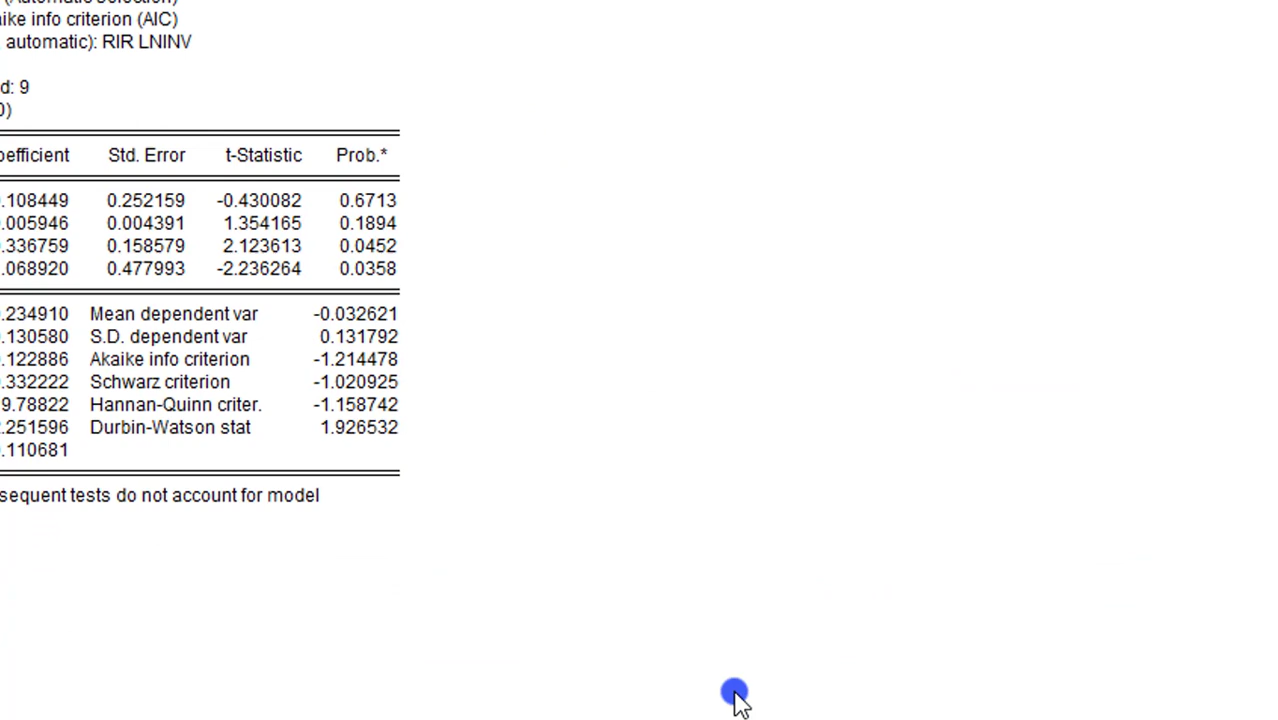 (Automatic selection)
aike info criterion (AIC)
automatic): RIR LNINV
d: 9
0)
oefficient Std. Error t-Statistic Prob.*
.108449 0.252159 -0.430082 0.6713
.005946 0.004391 1.354165 0.1894
.336759 0.158579 2.123613 0.0452
.068920 0.477993 -2.236264 0.0358
.234910 Mean dependent var -0.032621
.130580 S.D. dependent var 0.131792
.122886 Akaike info criterion -1.214478
.332222 Schwarz criterion -1.020925
9.78822 Hannan-Quinn criter. -1.158742
.251596 Durbin-Watson stat 1.926532
.110681
sequent tests do not account for model